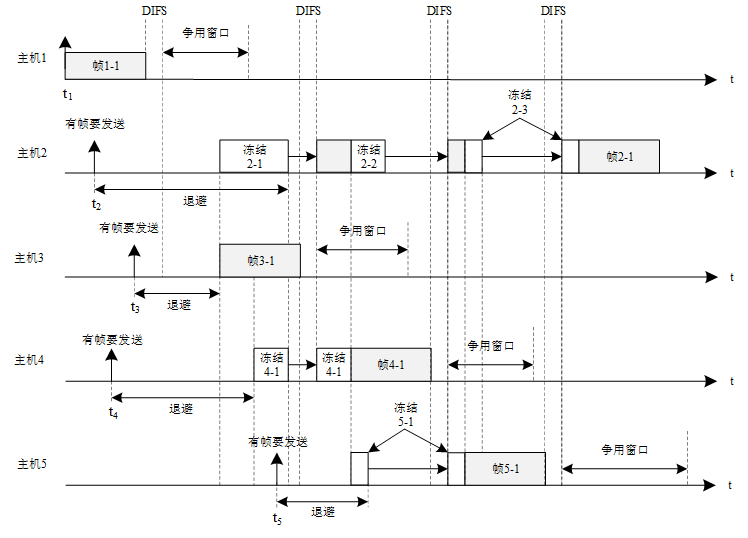 DIFS DIFS DIFS DIFS
争用窗口
主机1
帧1-1
t
t1
有帧要发送
冻结
2-3
主机2
冻结
2-1
冻结
2-2
帧2-1
t
t2
退避
有帧要发送
争用窗口
主机3
帧3-1
t
t3
退避
有帧要发送
争用窗口
主机4
冻结
4-1
冻结
4-1
帧4-1
t
t4
退避
冻结
5-1
有帧要发送
争用窗口
主机5
帧5-1
t
t5
退避